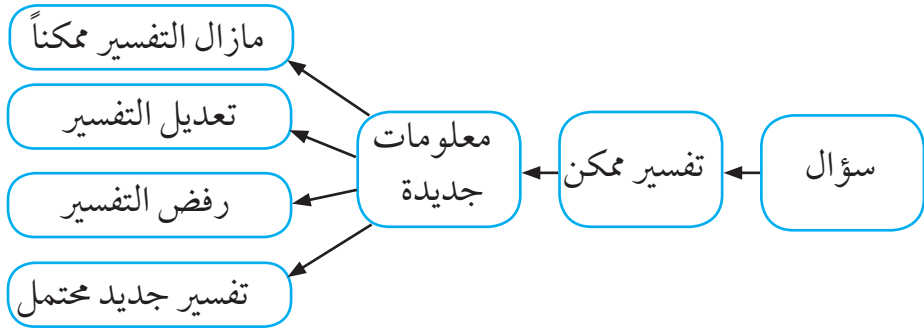 سؤال
تفسير ممكن
معلومات
جديدة
مازال التفسير ممكناً
تعديل التفسير
رفض التفسير
تفسير جديد محتمل